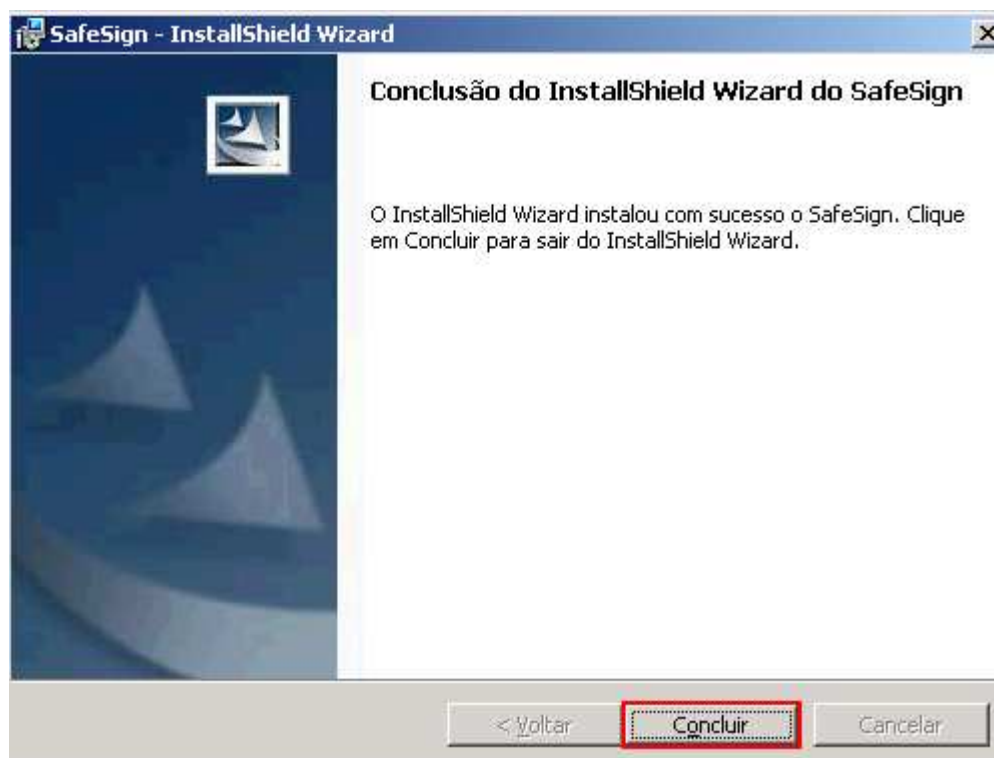 SafeSign - InstallShield Wizard
Conclusão do InstallShield Wizard do SafeSign
O InstallShield Wizard instalou com sucesso o SafeSign. Clique
em Concluir para sair do InstallShield Wizard.
< Voltar Concluir Cancelar